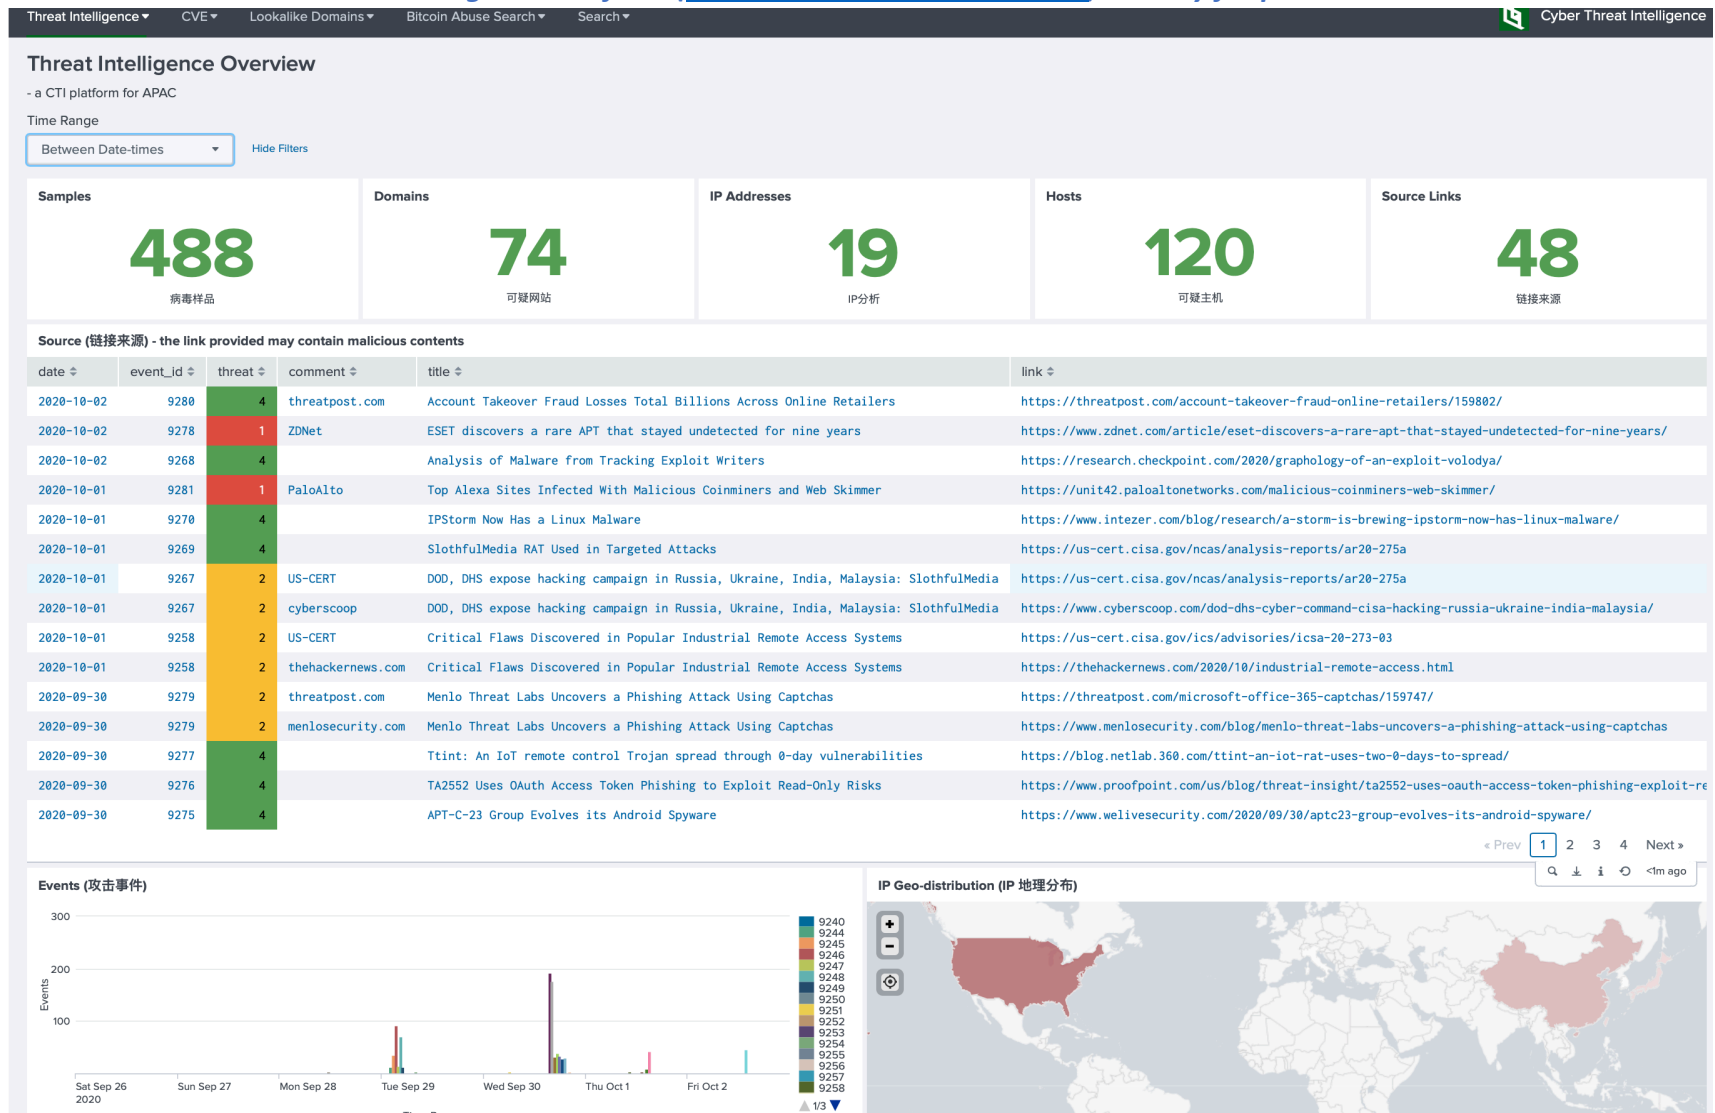 Threat Intelligence CVE Lookalike Domains Bitcoin Abuse Search Search Cyber Threat Intelligence
Threat Intelligence Overview
- a CTI platform for APAC
Time Range
Between Date-times Hide Filters
Samples Domains IP Addresses Hosts Source Links
488 74 19 120 48
病毒样品 可疑网站 IP分析 可疑主机 链接来源
Source (链接来源) - the link provided may contain malicious contents
date event_id threat comment title link
2020-10-02 9280 4 threatpost.com Account Takeover Fraud Losses Total Billions Across Online Retailers https://threatpost.com/account-takeover-fraud-online-retailers/159802/
2020-10-02 9278 1 ZDNet ESET discovers a rare APT that stayed undetected for nine years https://www.zdnet.com/article/eset-discovers-a-rare-apt-that-stayed-undetected-for-nine-years/
2020-10-02 9268 4 Analysis of Malware from Tracking Exploit Writers https://research.checkpoint.com/2020/graphology-of-an-exploit-volodya/
2020-10-01 9281 1 PaloAlto Top Alexa Sites Infected With Malicious Coinminers and Web Skimmer https://unit42.paloaltonetworks.com/malicious-coinminers-web-skimmer/
2020-10-01 9270 4 IPStorm Now Has a Linux Malware https://www.intezer.com/blog/research/a-storm-is-brewing-ipstorm-now-has-linux-malware/
2020-10-01 9269 4 SlothfulMedia RAT Used in Targeted Attacks https://us-cert.cisa.gov/ncas/analysis-reports/ar20-275a
2020-10-01 9267 2 US-CERT DOD, DHS expose hacking campaign in Russia, Ukraine, India, Malaysia: SlothfulMedia https://us-cert.cisa.gov/ncas/analysis-reports/ar20-275a
2020-10-01 9267 2 cyberscoop DOD, DHS expose hacking campaign in Russia, Ukraine, India, Malaysia: SlothfulMedia https://www.cyberscoop.com/dod-dhs-cyber-command-cisa-hacking-russia-ukraine-india-malaysia/
2020-10-01 9258 2 US-CERT Critical Flaws Discovered in Popular Industrial Remote Access Systems https://us-cert.cisa.gov/ics/advisories/icsa-20-273-03
2020-10-01 9258 2 thehackernews.com Critical Flaws Discovered in Popular Industrial Remote Access Systems https://thehackernews.com/2020/10/industrial-remote-access.html
2020-09-30 9279 2 threatpost.com Menlo Threat Labs Uncovers a Phishing Attack Using Captchas https://threatpost.com/microsoft-office-365-captchas/159747/
2020-09-30 9279 2 menlosecurity.com Menlo Threat Labs Uncovers a Phishing Attack Using Captchas https://www.menlosecurity.com/blog/menlo-threat-labs-uncovers-a-phishing-attack-using-captchas
2020-09-30 9277 4 Ttint: An IoT remote control Trojan spread through 0-day vulnerabilities https://blog.netlab.360.com/ttint-an-iot-rat-uses-two-0-days-to-spread/
2020-09-30 9276 4 TA2552 Uses OAuth Access Token Phishing to Exploit Read-Only Risks https://www.proofpoint.com/us/blog/threat-insight/ta2552-uses-oauth-access-token-phishing-exploit-re
2020-09-30 9275 4 APT-C-23 Group Evolves its Android Spyware https://www.welivesecurity.com/2020/09/30/aptc23-group-evolves-its-android-spyware/
« Prev 1 2 3 4 Next »
<1m ago
Events (攻击事件)
300
200
100
Events
Sat Sep 26 Sun Sep 27 Mon Sep 28 Tue Sep 29 Wed Sep 30 Thu Oct 1 Fri Oct 2
2020
9240
9244
9245
9246
9247
9248
9249
9250
9251
9252
9253
9254
9255
9256
9257
9258
1/3
IP Geo-distribution (IP 地理分布)